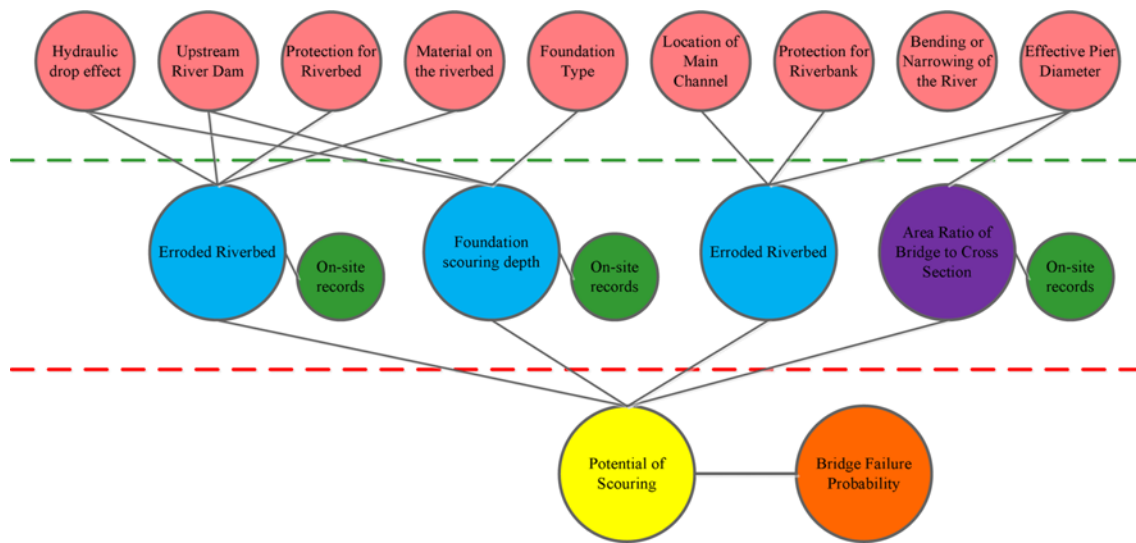 Hydraulic
drop effect
Upstream
River Dam
Protection for
Riverbed
Material on
the riverbed
Foundation
Type
Location of
Main
Channel
Protection for
Riverbank
Bending or
Narrowing of
the River
Effective Pier
Diameter
Erroded Riverbed
On-site
records
Foundation
scouring depth
On-site
records
Erroded Riverbed
Area Ratio of
Bridge to Cross
Section
On-site
records
Potential of
Scouring
Bridge Failure
Probability